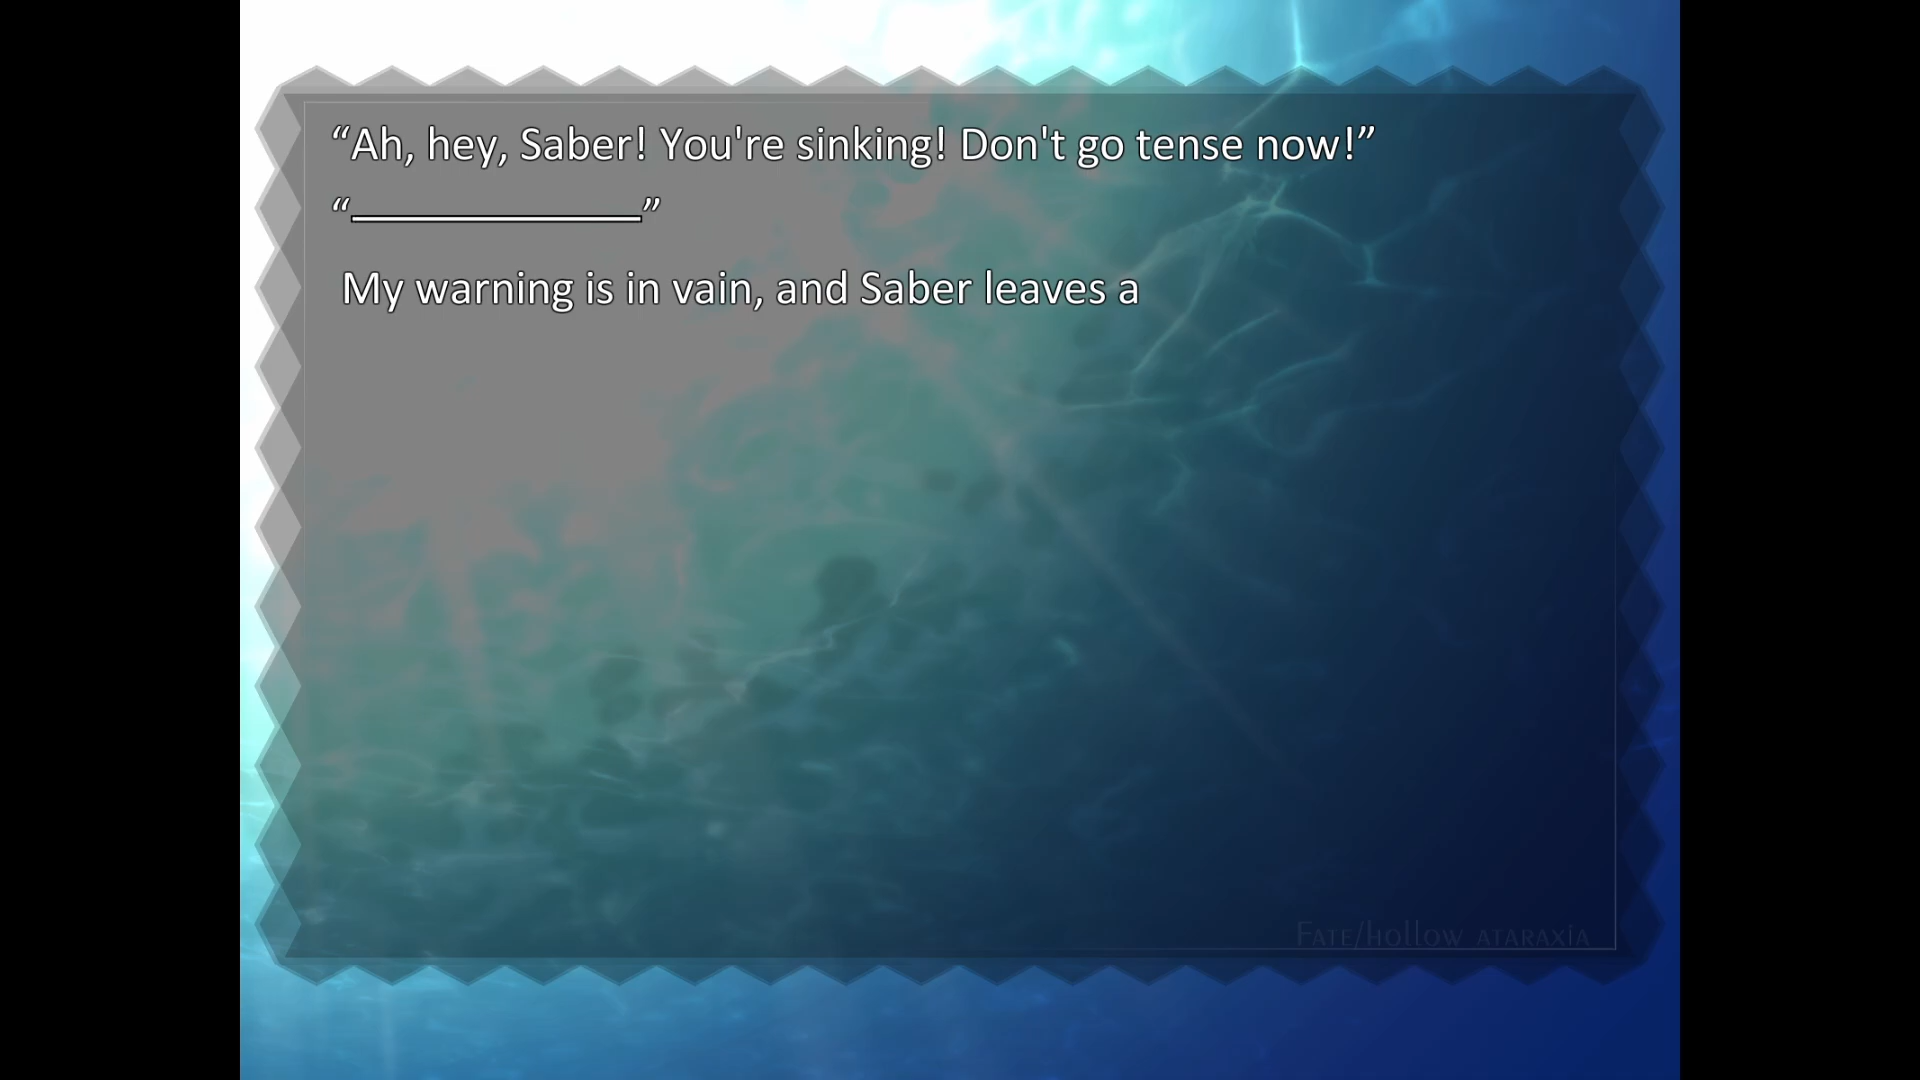 “Ah, hey, Saber! You're sinking! Don't go tense now!”
“――――――”
My warning is in vain, and Saber leaves a
Fate/hollow ataraxia